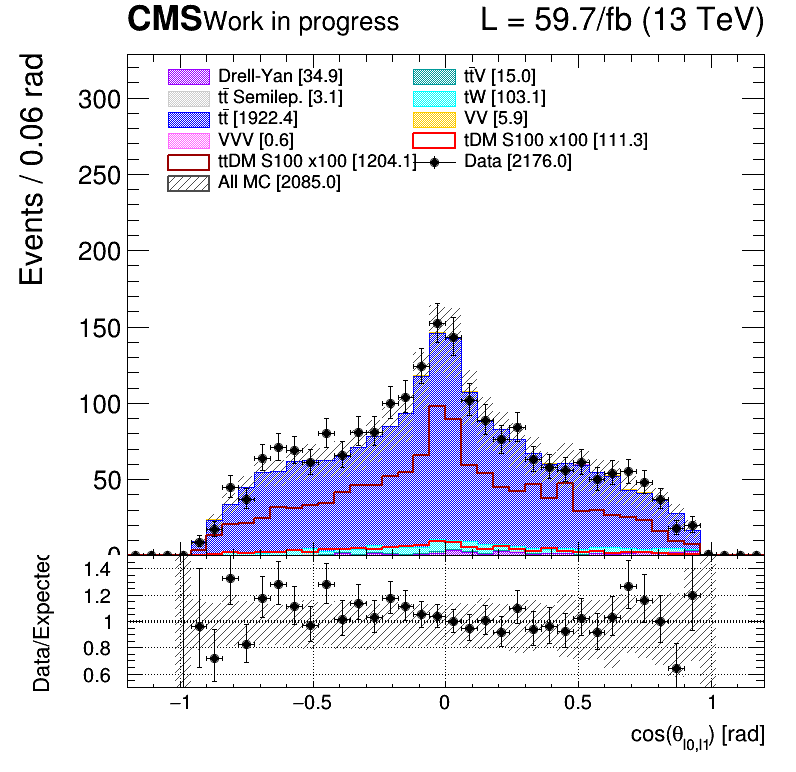 CMS Work in progress L = 59.7/fb (13 TeV)
Events / 0.06 rad
300
250
200
150
100
50
0
Drell-Yan [34.9] tt̄V [15.0]
tt̄ Semilep. [3.1] tW [103.1]
tt̄ [1922.4] VV [5.9]
VVV [0.6] tDM S100 x100 [111.3]
ttDM S100 x100 [1204.1] Data [2176.0]
All MC [2085.0]
Data/Expected
1.4
1.2
1
0.8
0.6
−1 −0.5 0 0.5 1
cos(θl0,l1) [rad]